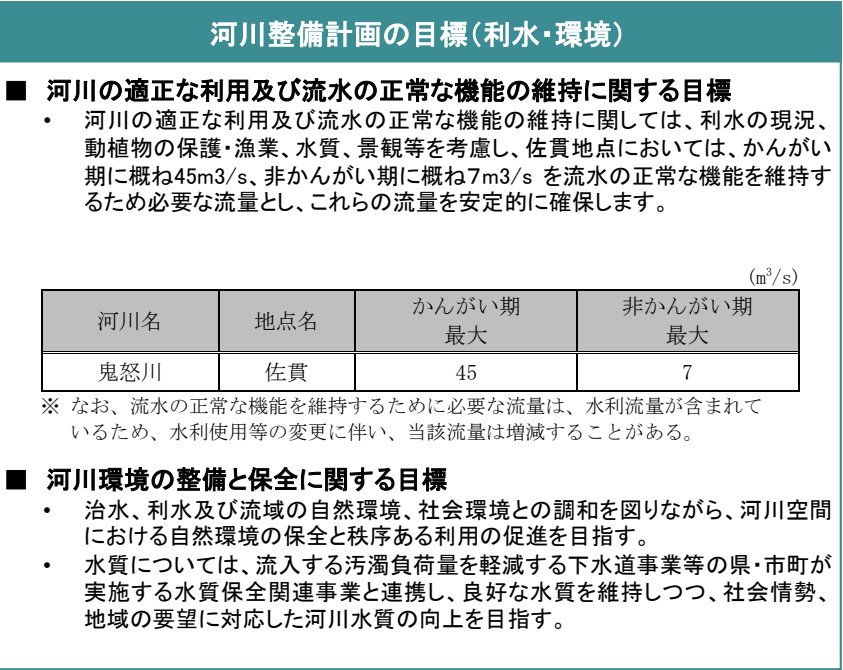 河川整備計画の目標（利水・環境）
■ 河川の適正な利用及び流水の正常な機能の維持に関する目標
• 河川の適正な利用及び流水の正常な機能の維持に関しては、利水の現況、
動植物の保護・漁業、水質、景観等を考慮し、佐貫地点においては、かんがい
期に概ね45m3/s、非かんがい期に概ね7m3/s を流水の正常な機能を維持す
るため必要な流量とし、これらの流量を安定的に確保します。
(m³/s)
河川名 地点名 かんがい期 非かんがい期
最大 最大
鬼怒川 佐貫 45 7
※ なお、流水の正常な機能を維持するために必要な流量は、水利流量が含まれて
いるため、水利使用等の変更に伴い、当該流量は増減することがある。
■ 河川環境の整備と保全に関する目標
• 治水、利水及び流域の自然環境、社会環境との調和を図りながら、河川空間
における自然環境の保全と秩序ある利用の促進を目指す。
• 水質については、流入する汚濁負荷量を軽減する下水道事業等の県・市町が
実施する水質保全関連事業と連携し、良好な水質を維持しつつ、社会情勢、
地域の要望に対応した河川水質の向上を目指す。